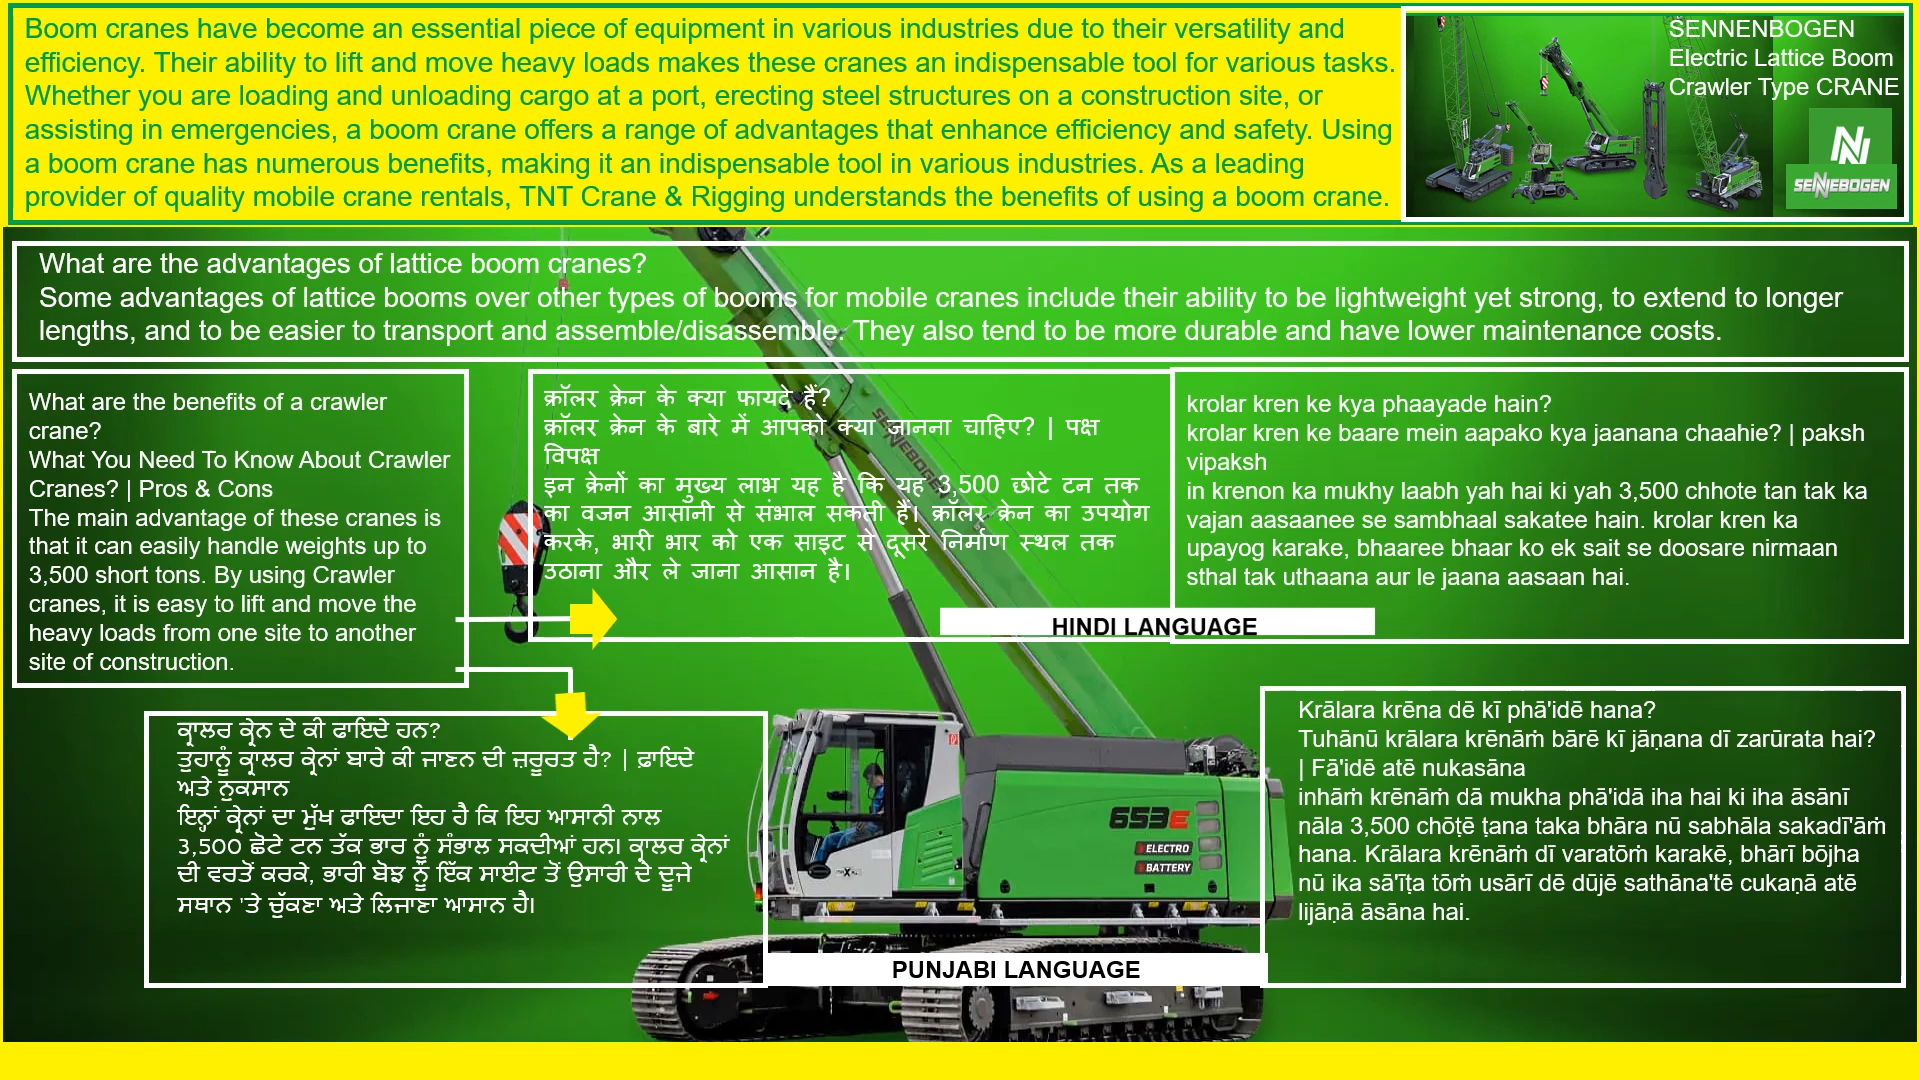 Boom cranes have become an essential piece of equipment in various industries due to their versatility and
efficiency. Their ability to lift and move heavy loads makes these cranes an indispensable tool for various tasks.
Whether you are loading and unloading cargo at a port, erecting steel structures on a construction site, or
assisting in emergencies, a boom crane offers a range of advantages that enhance efficiency and safety. Using
a boom crane has numerous benefits, making it an indispensable tool in various industries. As a leading
provider of quality mobile crane rentals, TNT Crane & Rigging understands the benefits of using a boom crane.
SENNENBOGEN
Electric Lattice Boom
Crawler Type CRANE
SENNEBOGEN
What are the advantages of lattice boom cranes?
Some advantages of lattice booms over other types of booms for mobile cranes include their ability to be lightweight yet strong, to extend to longer
lengths, and to be easier to transport and assemble/disassemble. They also tend to be more durable and have lower maintenance costs.
What are the benefits of a crawler
crane?
What You Need To Know About Crawler
Cranes? | Pros & Cons
The main advantage of these cranes is
that it can easily handle weights up to
3,500 short tons. By using Crawler
cranes, it is easy to lift and move the
heavy loads from one site to another
site of construction.
क्रॉलर क्रेन के क्या फायदे हैं?
क्रॉलर क्रेन के बारे में आपको क्या जानना चाहिए? | पक्ष
विपक्ष
इन क्रेनों का मुख्य लाभ यह है कि यह 3,500 छोटे टन तक
का वजन आसानी से संभाल सकती हैं। क्रॉलर क्रेन का उपयोग
करके, भारी भार को एक साइट से दूसरे निर्माण स्थल तक
उठाना और ले जाना आसान है।
krolar kren ke kya phaayade hain?
krolar kren ke baare mein aapako kya jaanana chaahie? | paksh
vipaksh
in krenon ka mukhy laabh yah hai ki yah 3,500 chhote tan tak ka
vajan aasaanee se sambhaal sakatee hain. krolar kren ka
upayog karake, bhaaree bhaar ko ek sait se doosare nirmaan
sthal tak uthaana aur le jaana aasaan hai.
HINDI LANGUAGE
SENNEBOGEN
ਕ੍ਰਾਲਰ ਕ੍ਰੇਨ ਦੇ ਕੀ ਫਾਇਦੇ ਹਨ?
ਤੁਹਾਨੂੰ ਕ੍ਰਾਲਰ ਕ੍ਰੇਨਾਂ ਬਾਰੇ ਕੀ ਜਾਣਨ ਦੀ ਜ਼ਰੂਰਤ ਹੈ? | ਫ਼ਾਇਦੇ
ਅਤੇ ਨੁਕਸਾਨ
ਇਨ੍ਹਾਂ ਕ੍ਰੇਨਾਂ ਦਾ ਮੁੱਖ ਫਾਇਦਾ ਇਹ ਹੈ ਕਿ ਇਹ ਆਸਾਨੀ ਨਾਲ
3,500 ਛੋਟੇ ਟਨ ਤੱਕ ਭਾਰ ਨੂੰ ਸੰਭਾਲ ਸਕਦੀਆਂ ਹਨ। ਕ੍ਰਾਲਰ ਕ੍ਰੇਨਾਂ
ਦੀ ਵਰਤੋਂ ਕਰਕੇ, ਭਾਰੀ ਬੋਝ ਨੂੰ ਇੱਕ ਸਾਈਟ ਤੋਂ ਉਸਾਰੀ ਦੇ ਦੂਜੇ
ਸਥਾਨ 'ਤੇ ਚੁੱਕਣਾ ਅਤੇ ਲਿਜਾਣਾ ਆਸਾਨ ਹੈ।
653E
ELECTRO
BATTERY
Krālara krēna dē kī phā'idē hana?
Tuhānū krālara krēnāṁ bārē kī jāṇana dī zarūrata hai?
| Fā'idē atē nukasāna
inhāṁ krēnāṁ dā mukha phā'idā iha hai ki iha āsānī
nāla 3,500 chōṭē ṭana taka bhāra nū sabhāla sakadī'āṁ
hana. Krālara krēnāṁ dī varatōṁ karakē, bhārī bōjha
nū ika sā'īṭa tōṁ usārī dē dūjē sathāna'tē cukaṇā atē
lijāṇā āsāna hai.
PUNJABI LANGUAGE